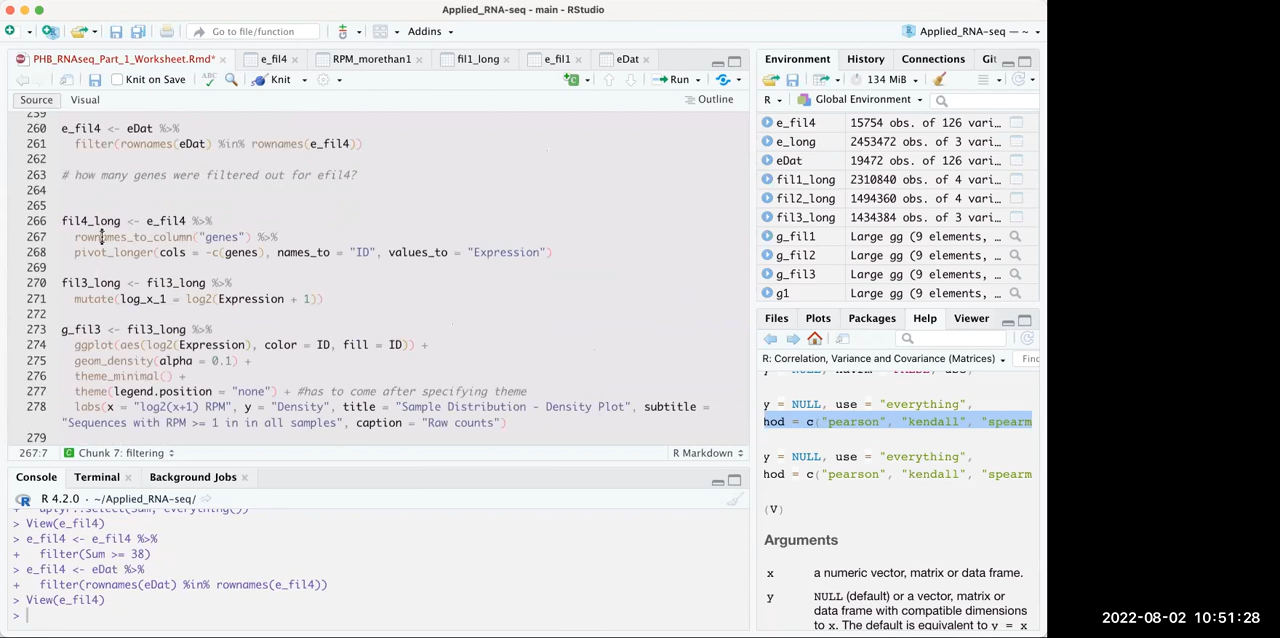 Applied_RNA-seq - main - RStudio
Go to file/function
Addins
Applied_RNA-seq — ~
PHB_RNAseq_Part_1_Worksheet.Rmd* × e_fil4 × RPM_morethan1 × fil1_long × e_fil1 × eDat ×
Knit on Save ABC Knit Run
Source Visual Outline
259
260 e_fil4 <- eDat %>%
261 filter(rownames(eDat) %in% rownames(e_fil4))
262
263 # how many genes were filtered out for efil4?
264
265
266 fil4_long <- e_fil4 %>%
267 rownames_to_column("genes") %>%
268 pivot_longer(cols = -c(genes), names_to = "ID", values_to = "Expression")
269
270 fil3_long <- fil3_long %>%
271 mutate(log_x_1 = log2(Expression + 1))
272
273 g_fil3 <- fil3_long %>%
274 ggplot(aes(log2(Expression), color = ID, fill = ID)) +
275 geom_density(alpha = 0.1) +
276 theme_minimal() +
277 theme(legend.position = "none") + #has to come after specifying theme
278 labs(x = "log2(x+1) RPM", y = "Density", title = "Sample Distribution - Density Plot", subtitle =
"Sequences with RPM >= 1 in in all samples", caption = "Raw counts")
279
267:7 Chunk 7: filtering R Markdown
Console Terminal × Background Jobs ×
R 4.2.0 · ~/Applied_RNA-seq/
+ dplyr::select(Sum, everything())
> View(e_fil4)
> e_fil4 <- e_fil4 %>%
+ filter(Sum >= 38)
> e_fil4 <- eDat %>%
+ filter(rownames(eDat) %in% rownames(e_fil4))
> View(e_fil4)
>
Environment History Connections Git
134 MiB
R Global Environment
e_fil4 15754 obs. of 126 vari…
e_long 2453472 obs. of 3 vari…
eDat 19472 obs. of 126 vari…
fil1_long 2310840 obs. of 4 vari…
fil2_long 1494360 obs. of 4 vari…
fil3_long 1434384 obs. of 3 vari…
g_fil1 Large gg (9 elements, …
g_fil2 Large gg (9 elements, …
g_fil3 Large gg (9 elements, …
g1 Large gg (9 elements, …
Files Plots Packages Help Viewer
R: Correlation, Variance and Covariance (Matrices) Find
y = NULL, na.rm = FALSE, use)
y = NULL, use = "everything",
hod = c("pearson", "kendall", "spearm
y = NULL, use = "everything",
hod = c("pearson", "kendall", "spearm
(V)
Arguments
x a numeric vector, matrix or data frame.
y NULL (default) or a vector, matrix or
data frame with compatible dimensions
to x. The default is equivalent to y = x
2022-08-02 10:51:28